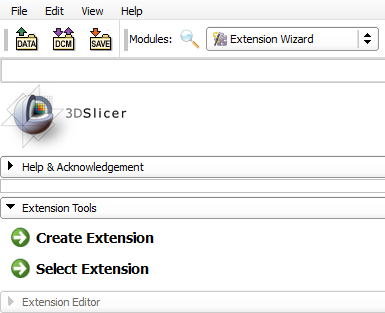 File Edit View Help
DATA DCM SAVE Modules: Extension Wizard
3DSlicer
Help & Acknowledgement
Extension Tools
Create Extension
Select Extension
Extension Editor